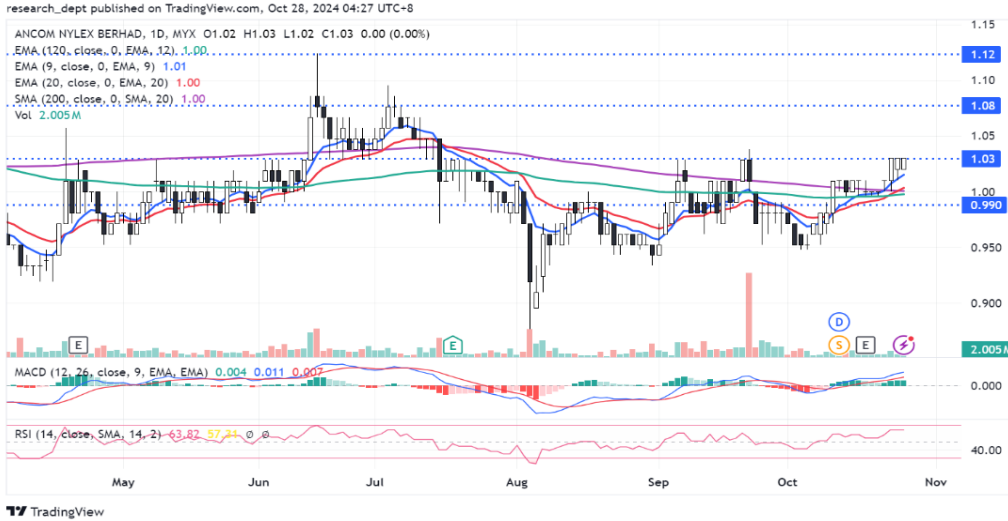 research_dept published on TradingView.com, Oct 28, 2024 04:27 UTC+8
ANCOM NYLEX BERHAD, 1D, MYX O1.02 H1.03 L1.02 C1.03 0.00 (0.00%)
EMA (120, close, 0, EMA, 12) 1.00
EMA (9, close, 0, EMA, 9) 1.01
EMA (20, close, 0, EMA, 20) 1.00
SMA (200, close, 0, SMA, 20) 1.00
Vol 2.005M
1.15
1.12
1.10
1.08
1.05
1.03
1.00
0.990
0.950
0.900
D
E
E
S
E
2.005M
MACD (12, 26, close, 9, EMA, EMA) 0.004 0.011 0.007
0.000
RSI (14, close, SMA, 14, 2) 63.82 57.31 Ø Ø
40.00
May
Jun
Jul
Aug
Sep
Oct
Nov
TradingView